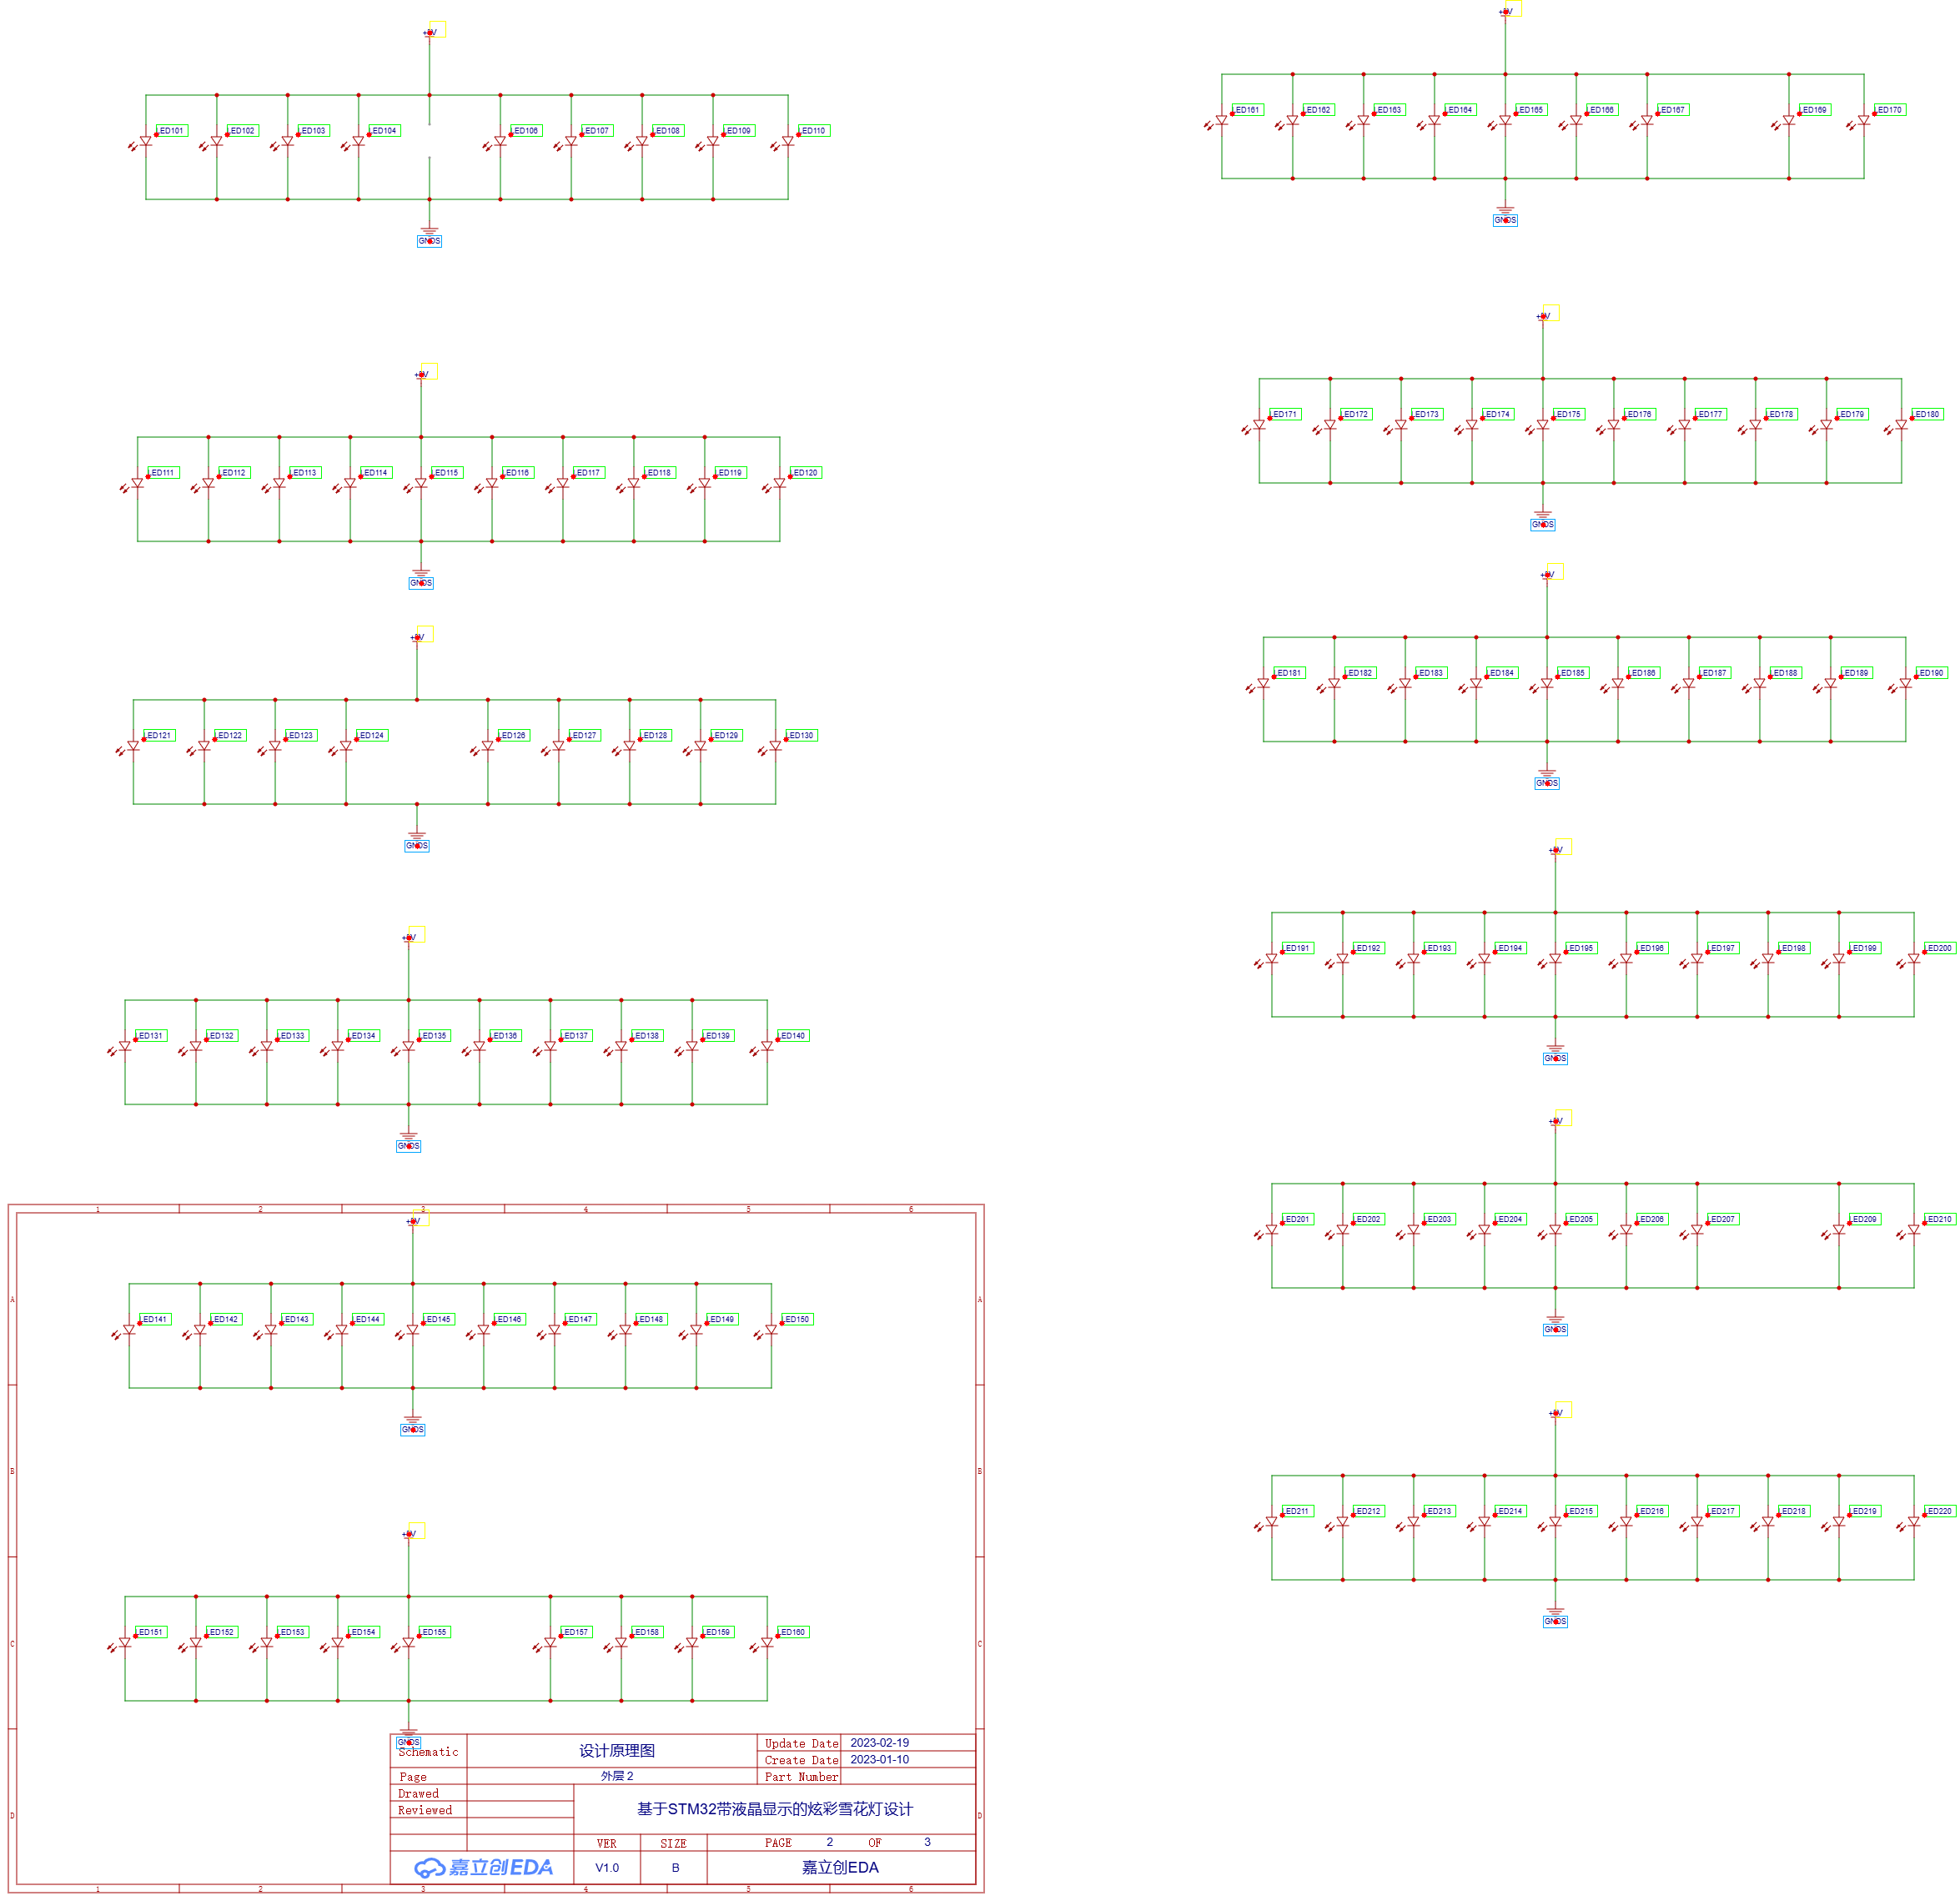 +5V
LED101 LED102 LED103 LED104 LED106 LED107 LED108 LED109 LED110
GNDS
+5V
LED111 LED112 LED113 LED114 LED115 LED116 LED117 LED118 LED119 LED120
GNDS
+5V
LED121 LED122 LED123 LED124 LED126 LED127 LED128 LED129 LED130
GNDS
+5V
LED131 LED132 LED133 LED134 LED135 LED136 LED137 LED138 LED139 LED140
GNDS
1 2 3 4 5 6
+5V
A A
LED141 LED142 LED143 LED144 LED145 LED146 LED147 LED148 LED149 LED150
GNDS
B B
+5V
LED151 LED152 LED153 LED154 LED155 LED157 LED158 LED159 LED160
C C
GNDS
Schematic 设计原理图 Update Date 2023-02-19
Create Date 2023-01-10
Page 外层2 Part Number
Drawed
Reviewed 基于STM32带液晶显示的炫彩雪花灯设计
D D
VER SIZE PAGE 2 OF 3
嘉立创EDA V1.0 B 嘉立创EDA
1 2 3 4 5 6
+5V
LED161 LED162 LED163 LED164 LED165 LED166 LED167 LED169 LED170
GNDS
+5V
LED171 LED172 LED173 LED174 LED175 LED176 LED177 LED178 LED179 LED180
GNDS
+5V
LED181 LED182 LED183 LED184 LED185 LED186 LED187 LED188 LED189 LED190
GNDS
+5V
LED191 LED192 LED193 LED194 LED195 LED196 LED197 LED198 LED199 LED200
GNDS
+5V
LED201 LED202 LED203 LED204 LED205 LED206 LED207 LED209 LED210
GNDS
+5V
LED211 LED212 LED213 LED214 LED215 LED216 LED217 LED218 LED219 LED220
GNDS